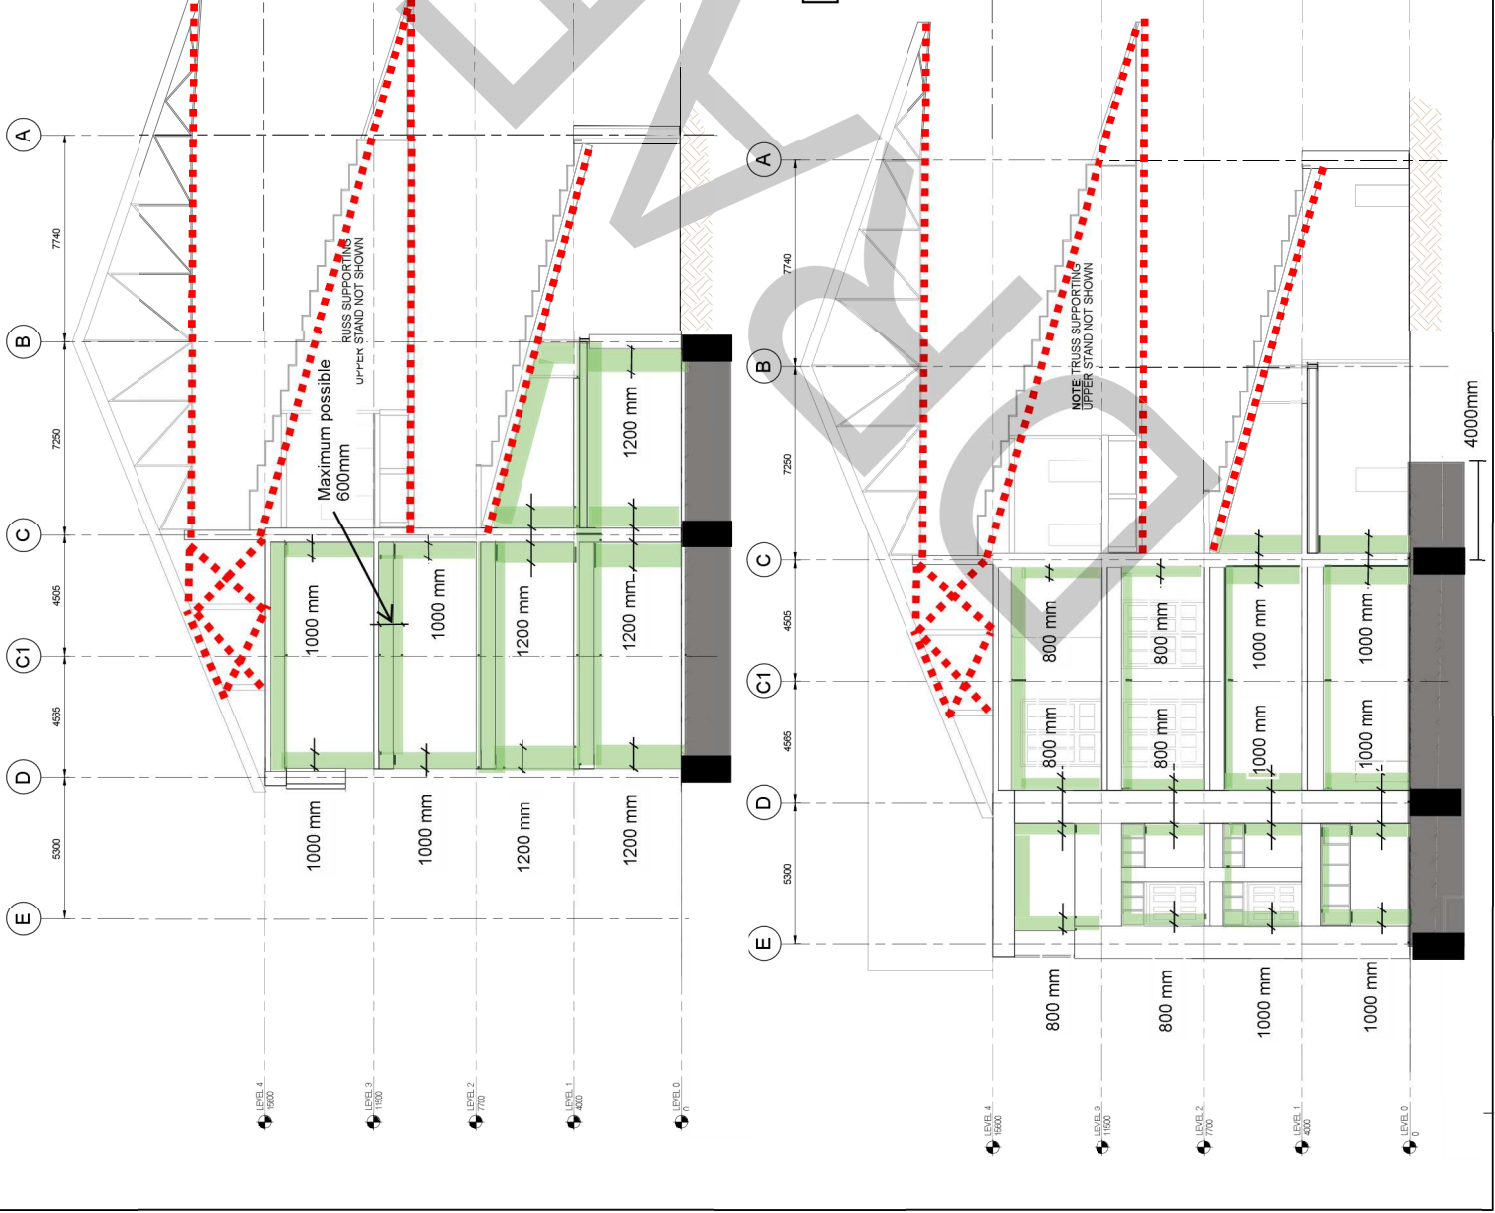 E
D
C1
C
B
A
5300
4505
7250
7740
RUSS SUPPORTING
UPPER STAND NOT SHOWN
Maximum possible
600mm
1000 mm
1000 mm
1000 mm
1000 mm
1200 mm
1200 mm
1200 mm
1200 mm
1200 mm
LEVEL 4
15600
LEVEL 3
11500
LEVEL 2
7700
LEVEL 1
4000
LEVEL 0
0
E
D
C1
C
B
A
5300
4565
4505
7250
7740
NOTE: TRUSS SUPPORTING
UPPER STAND NOT SHOWN
800 mm
800 mm
800 mm
800 mm
800 mm
800 mm
1000 mm
1000 mm
1000 mm
1000 mm
1000 mm
1000 mm
4000mm
LEVEL 4
15600
LEVEL 3
11500
LEVEL 2
7700
LEVEL 1
4000
LEVEL 0
0
DRA